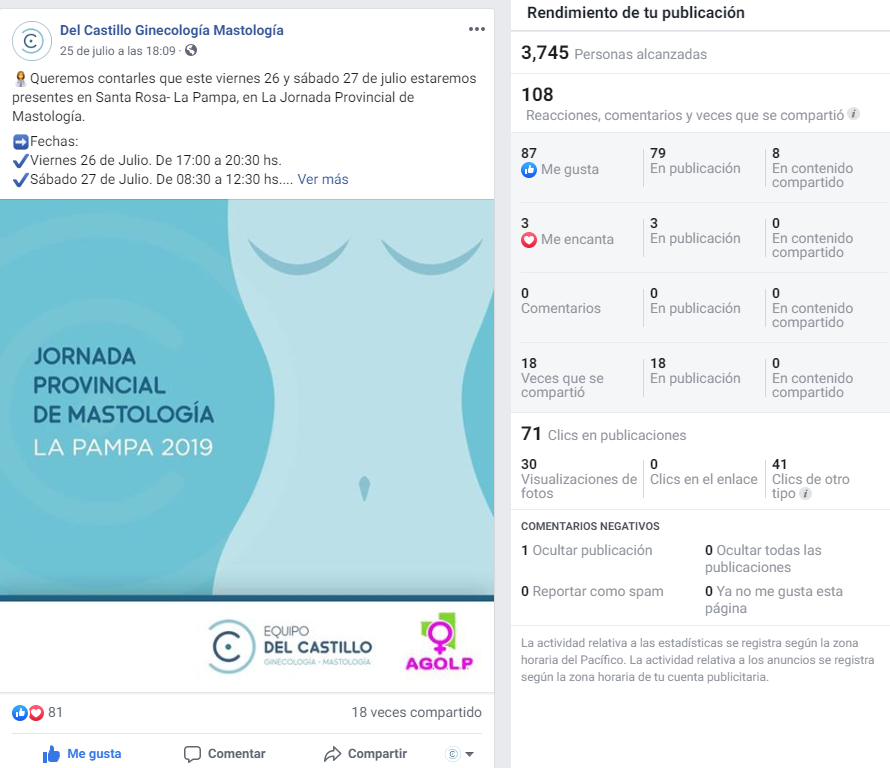 Del Castillo Ginecología Mastología
25 de julio a las 18:09 ·
Queremos contarles que este viernes 26 y sábado 27 de julio estaremos
presentes en Santa Rosa- La Pampa, en La Jornada Provincial de
Mastología.
Fechas:
Viernes 26 de Julio. De 17:00 a 20:30 hs.
Sábado 27 de Julio. De 08:30 a 12:30 hs.... Ver más
JORNADA
PROVINCIAL
DE MASTOLOGÍA
LA PAMPA 2019
EQUIPO
DEL CASTILLO
GINECOLOGÍA - MASTOLOGÍA
AGOLP
81
18 veces compartido
Me gusta
Comentar
Compartir
Rendimiento de tu publicación
3,745 Personas alcanzadas
108
Reacciones, comentarios y veces que se compartió
87
Me gusta
79
En publicación
8
En contenido
compartido
3
Me encanta
3
En publicación
0
En contenido
compartido
0
Comentarios
0
En publicación
0
En contenido
compartido
18
Veces que se
compartió
18
En publicación
0
En contenido
compartido
71 Clics en publicaciones
30
Visualizaciones de
fotos
0
Clics en el enlace
41
Clics de otro
tipo
COMENTARIOS NEGATIVOS
1 Ocultar publicación
0 Ocultar todas las
publicaciones
0 Reportar como spam
0 Ya no me gusta esta
página
La actividad relativa a las estadísticas se registra según la zona
horaria del Pacífico. La actividad relativa a los anuncios se registra
según la zona horaria de tu cuenta publicitaria.